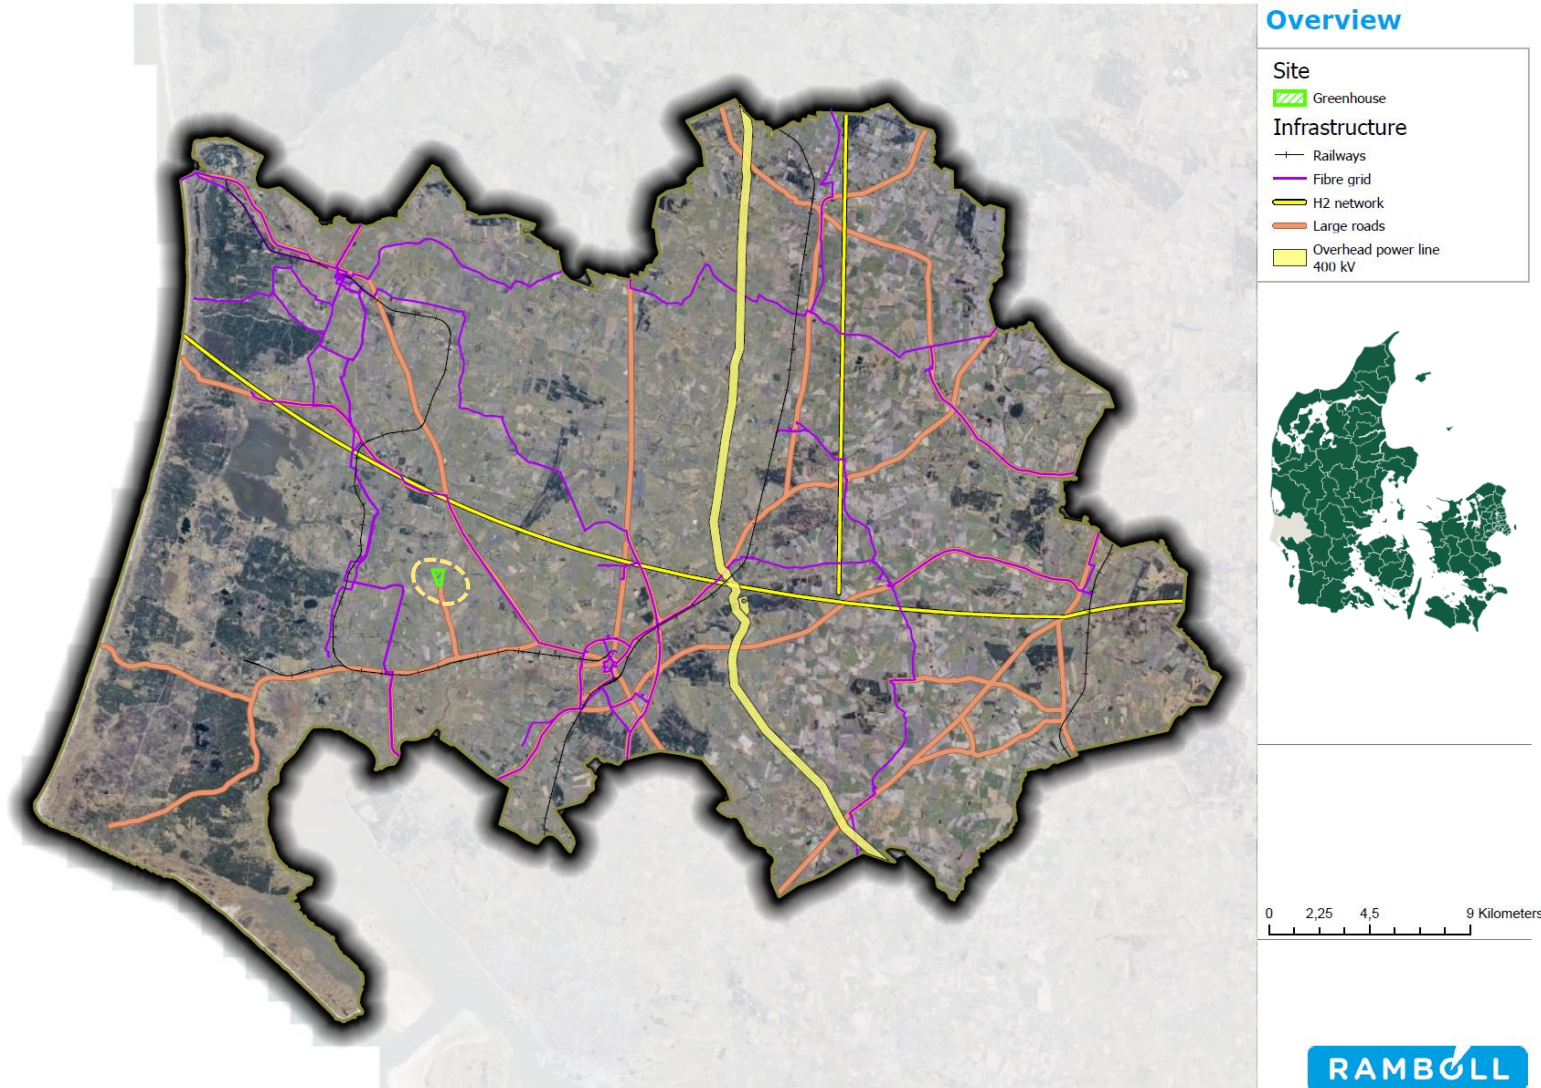 Overview
Site
Greenhouse
Infrastructure
Railways
Fibre grid
H2 network
Large roads
Overhead power line
400 kV
0 2,25 4,5 9 Kilometers
RAMBOLL